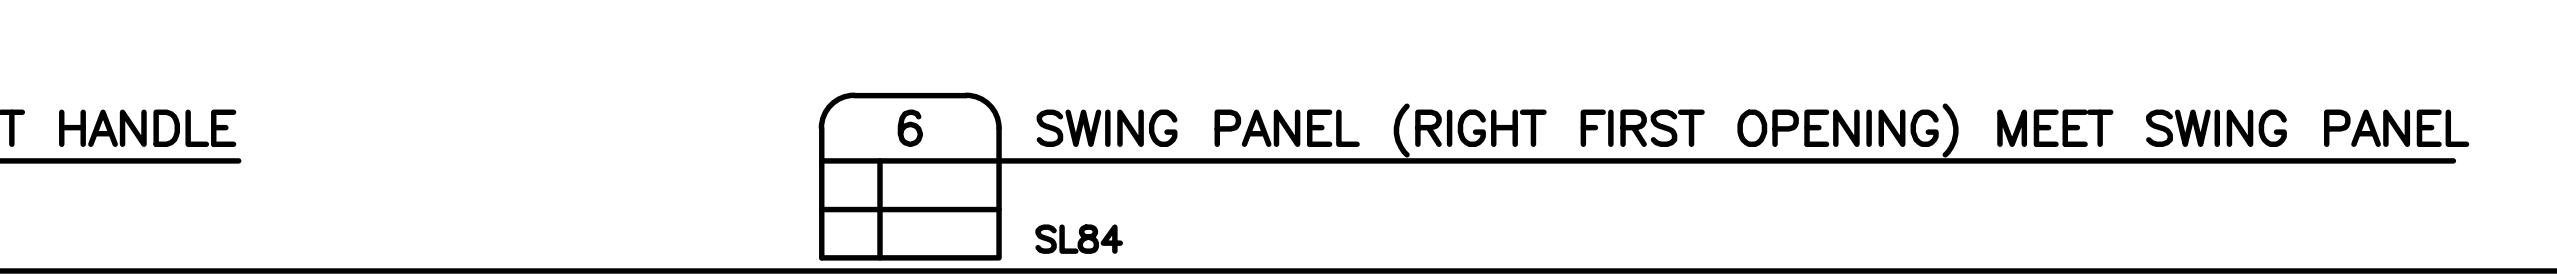 T HANDLE
6 SWING PANEL (RIGHT FIRST OPENING) MEET SWING PANEL
SL84